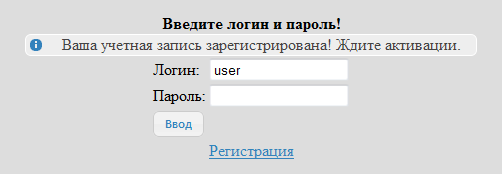 Введите логин и пароль!
Ваша учетная запись зарегистрирована! Ждите активации.
Логин: user
Пароль:
Ввод
Регистрация